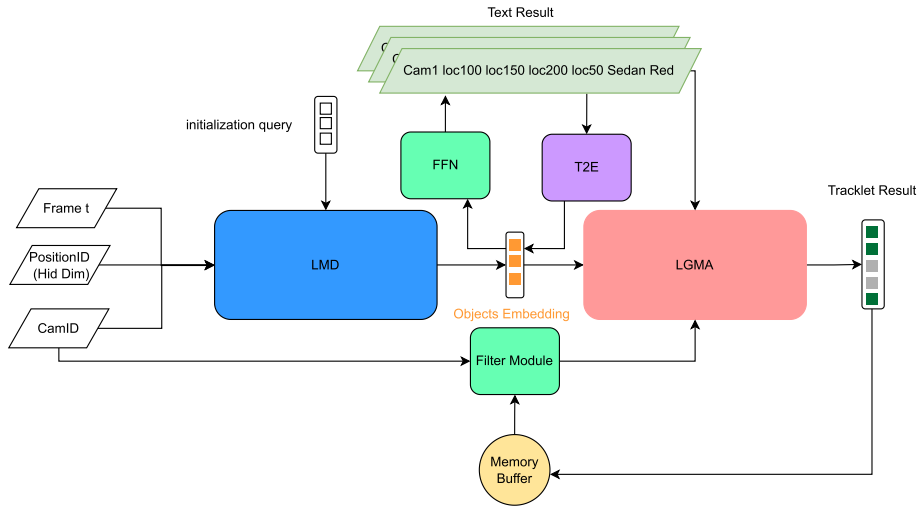 Text Result
C
C
Cam1 loc100 loc150 loc200 loc50 Sedan Red
initialization query
FFN
T2E
Tracklet Result
Frame t
PositionID
(Hid Dim)
CamID
LMD
LGMA
Objects Embedding
Filter Module
Memory
Buffer